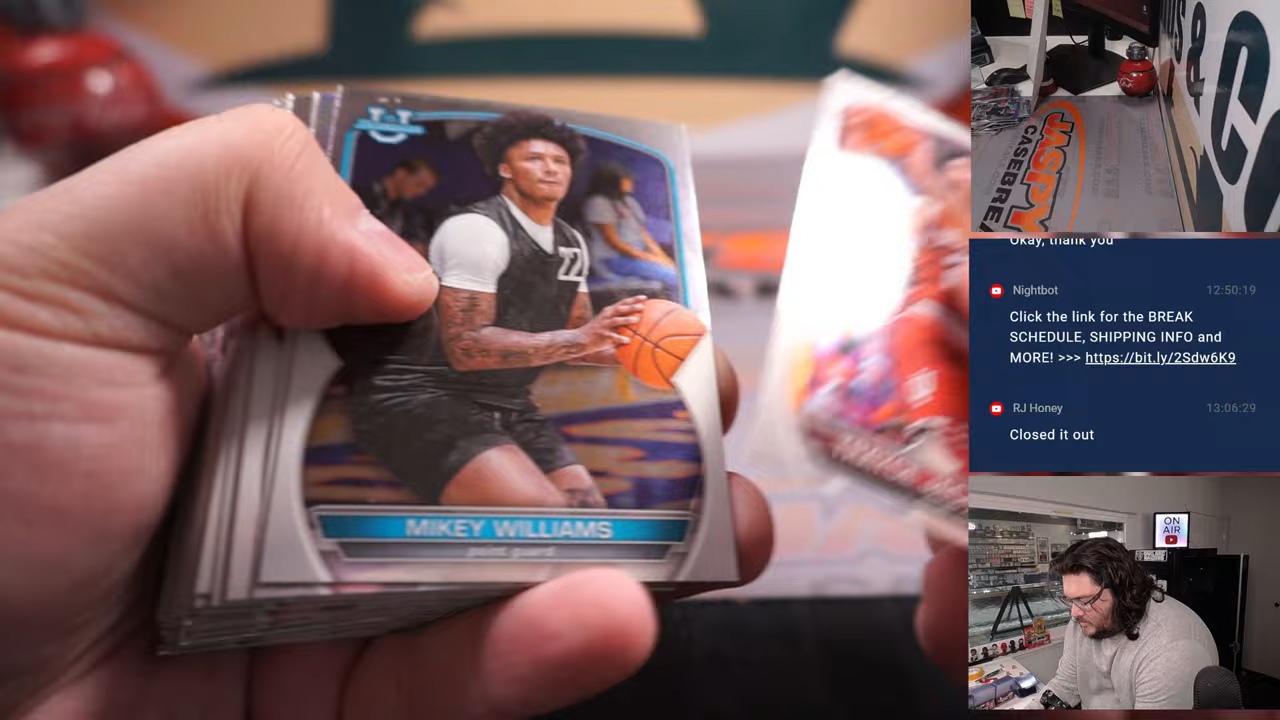 U
MIKEY WILLIAMS
point guard
JASPY
CASEBREA
&
Okay, thank you
Nightbot
12:50:19
Click the link for the BREAK
SCHEDULE, SHIPPING INFO and
MORE! >>> https://bit.ly/2Sdw6K9
RJ Honey
13:06:29
Closed it out
ON
AIR